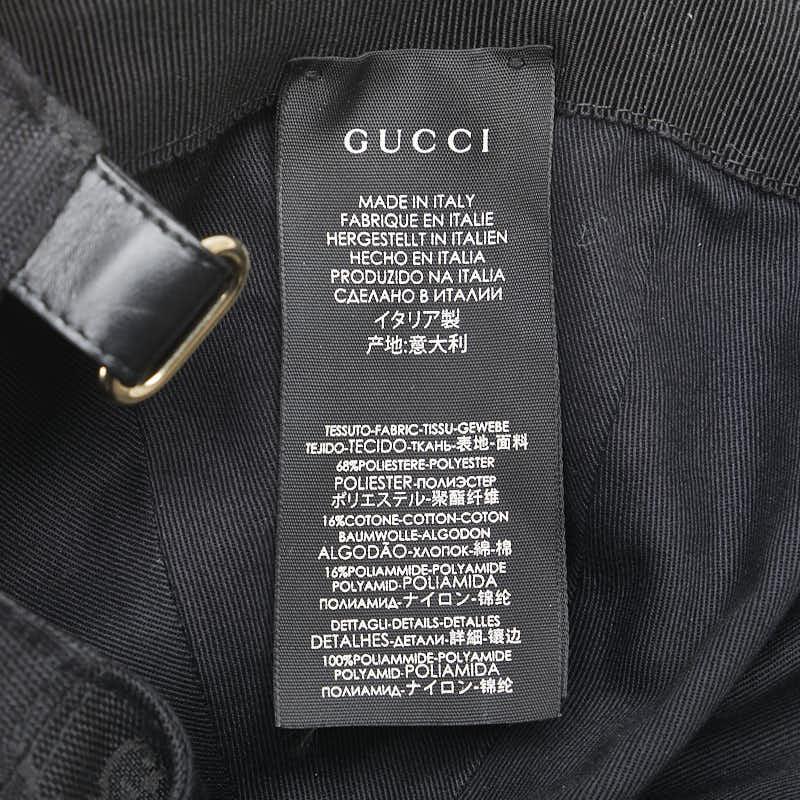 GUCCI
MADE IN ITALY
FABRIQUE EN ITALIE
HERGESTELLT IN ITALIEN
HECHO EN ITALIA
PRODUZIDO NA ITALIA
СДЕЛАНО В ИТАЛИИ
イタリア製
产地:意大利
TESSUTO-FABRIC-TISSU-GEWEBE
TEJIDO-TECIDO-ТКАНЬ-表地-面料
68%POLIESTERE-POLYESTER
POLIESTER-ПОЛИЭСТЕР
ポリエステル-聚酯纤维
16%COTONE-COTTON-COTON
BAUMWOLLE-ALGODON
ALGODÃO-ХЛОПОК-綿-棉
16%POLIAMMIDE-POLYAMIDE
POLYAMID-POLIAMIDA
ПОЛИАМИД-ナイロン-锦纶
DETTAGLI-DETAILS-DETALLES
DETALHES-ДЕТАЛИ-詳細-镶边
100%POLIAMMIDE-POLYAMIDE
POLYAMID-POLIAMIDA
ПОЛИАМИД-ナイロン-锦纶